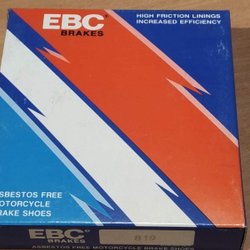 EBC
BRAKES
HIGH FRICTION LININGS
INCREASED EFFICIENCY
ASBESTOS FREE
MOTORCYCLE
BRAKE SHOES
EBC
BRAKES
819
ASBESTOS FREE MOTORCYCLE BRAKE SHOES